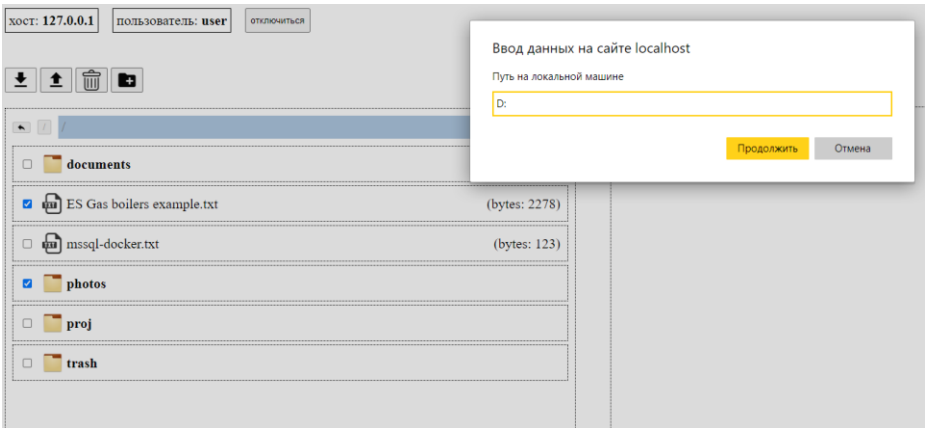 хост: 127.0.0.1 пользователь: user отключиться
Ввод данных на сайте localhost
Путь на локальной машине
D:
Продолжить Отмена
/ /
documents
ES Gas boilers example.txt (bytes: 2278)
mssql-docker.txt (bytes: 123)
photos
proj
trash